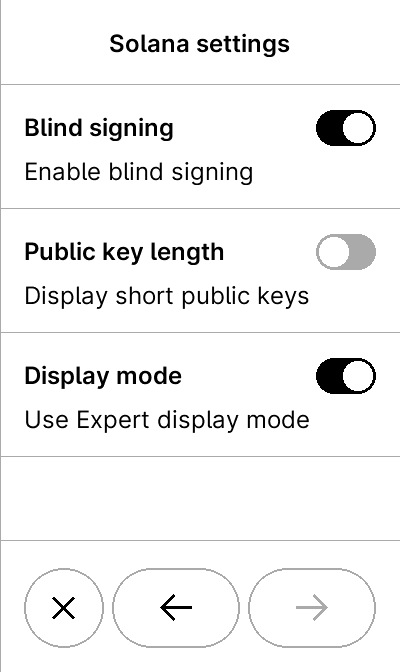 Solana settings
Blind signing
Enable blind signing
Public key length
Display short public keys
Display mode
Use Expert display mode